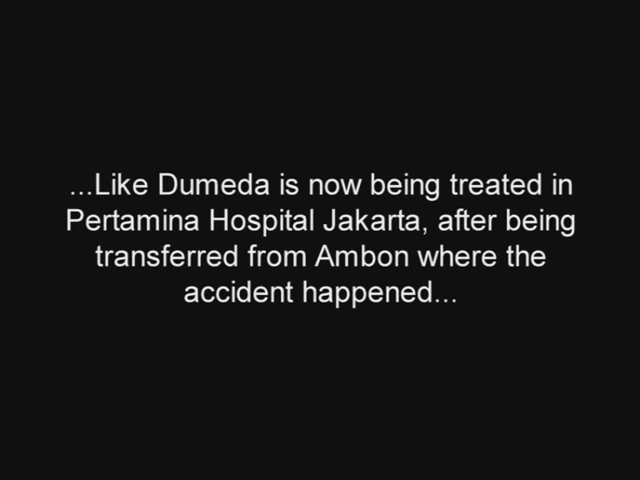 ...Like Dumeda is now being treated in
Pertamina Hospital Jakarta, after being
transferred from Ambon where the
accident happened...